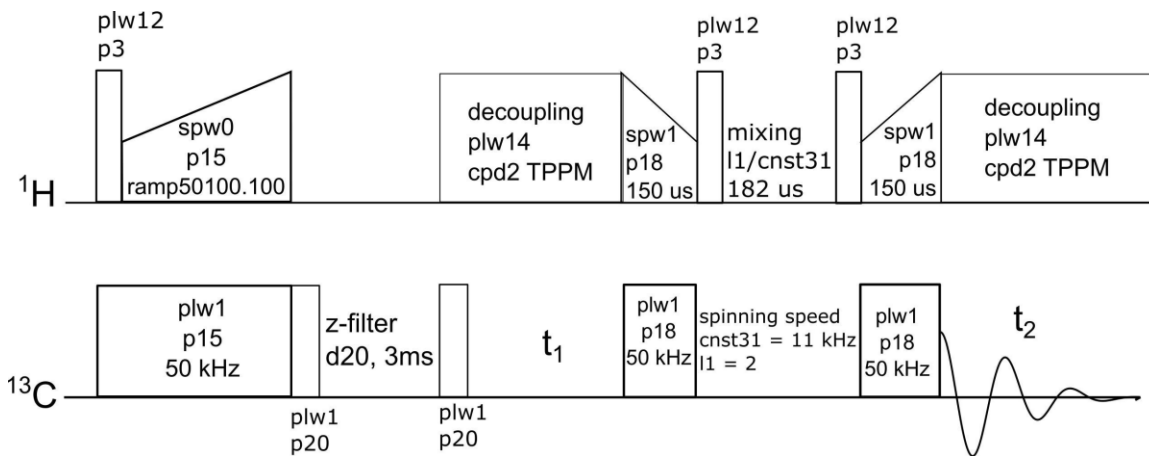 plw12
p3
spw0
p15
ramp50100.100
decoupling
plw14
cpd2 TPPM
spw1
p18
150 us
plw12
p3
mixing
l1/cnst31
182 us
plw12
p3
spw1
p18
150 us
decoupling
plw14
cpd2 TPPM
1H
plw1
p15
50 kHz
plw1
p20
z-filter
d20, 3ms
plw1
p20
t1
plw1
p18
50 kHz
spinning speed
cnst31 = 11 kHz
l1 = 2
plw1
p18
50 kHz
t2
13C